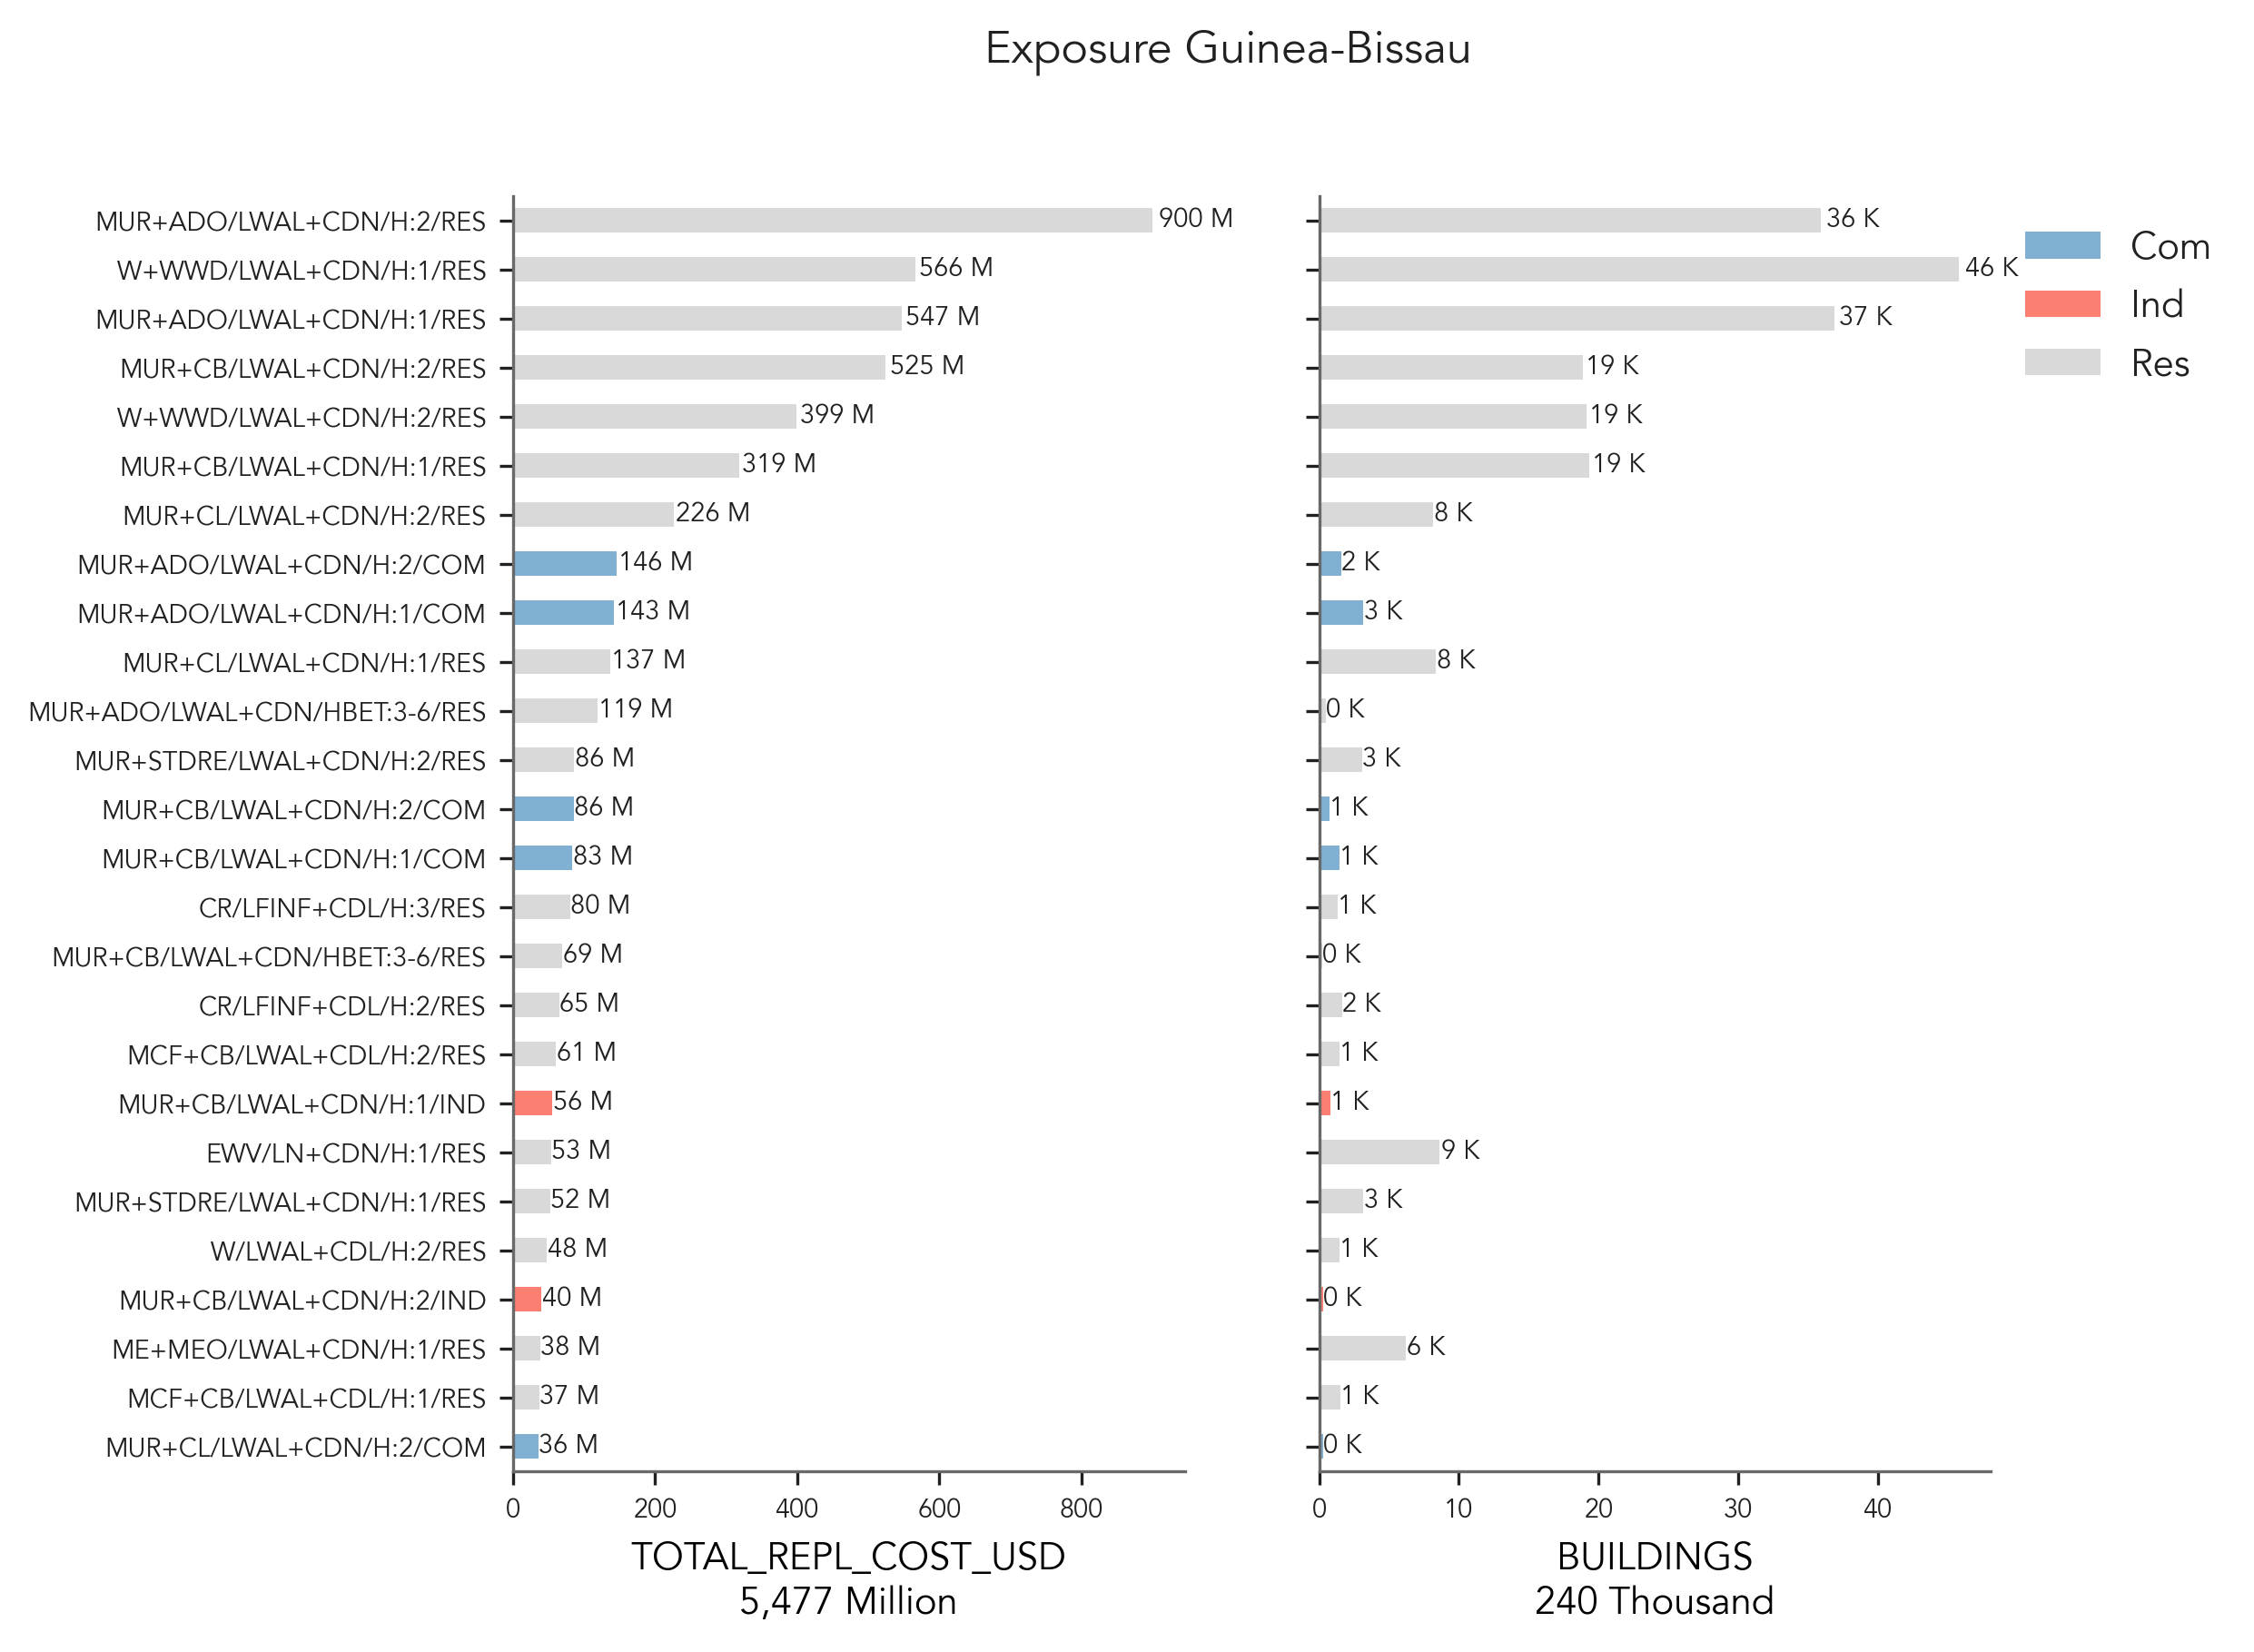 Exposure Guinea-Bissau
MUR+ADO/LWAL+CDN/H:2/RES 900 M 36 K
W+WWD/LWAL+CDN/H:1/RES 566 M 46 K
MUR+ADO/LWAL+CDN/H:1/RES 547 M 37 K
MUR+CB/LWAL+CDN/H:2/RES 525 M 19 K
W+WWD/LWAL+CDN/H:2/RES 399 M 19 K
MUR+CB/LWAL+CDN/H:1/RES 319 M 19 K
MUR+CL/LWAL+CDN/H:2/RES 226 M 8 K
MUR+ADO/LWAL+CDN/H:2/COM 146 M 2 K
MUR+ADO/LWAL+CDN/H:1/COM 143 M 3 K
MUR+CL/LWAL+CDN/H:1/RES 137 M 8 K
MUR+ADO/LWAL+CDN/HBET:3-6/RES 119 M 0 K
MUR+STDRE/LWAL+CDN/H:2/RES 86 M 3 K
MUR+CB/LWAL+CDN/H:2/COM 86 M 1 K
MUR+CB/LWAL+CDN/H:1/COM 83 M 1 K
CR/LFINF+CDL/H:3/RES 80 M 1 K
MUR+CB/LWAL+CDN/HBET:3-6/RES 69 M 0 K
CR/LFINF+CDL/H:2/RES 65 M 2 K
MCF+CB/LWAL+CDL/H:2/RES 61 M 1 K
MUR+CB/LWAL+CDN/H:1/IND 56 M 1 K
EWV/LN+CDN/H:1/RES 53 M 9 K
MUR+STDRE/LWAL+CDN/H:1/RES 52 M 3 K
W/LWAL+CDL/H:2/RES 48 M 1 K
MUR+CB/LWAL+CDN/H:2/IND 40 M 0 K
ME+MEO/LWAL+CDN/H:1/RES 38 M 6 K
MCF+CB/LWAL+CDL/H:1/RES 37 M 1 K
MUR+CL/LWAL+CDN/H:2/COM 36 M 0 K
0 200 400 600 800
TOTAL_REPL_COST_USD
5,477 Million
0 10 20 30 40
BUILDINGS
240 Thousand
Com
Ind
Res